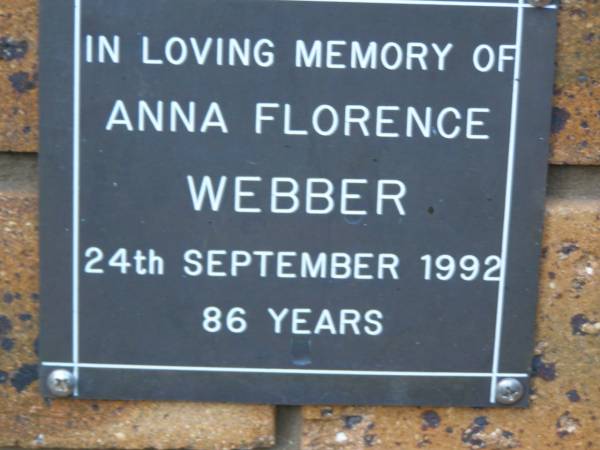 IN LOVING MEMORY OF
ANNA FLORENCE
WEBBER
24th SEPTEMBER 1992
86 YEARS